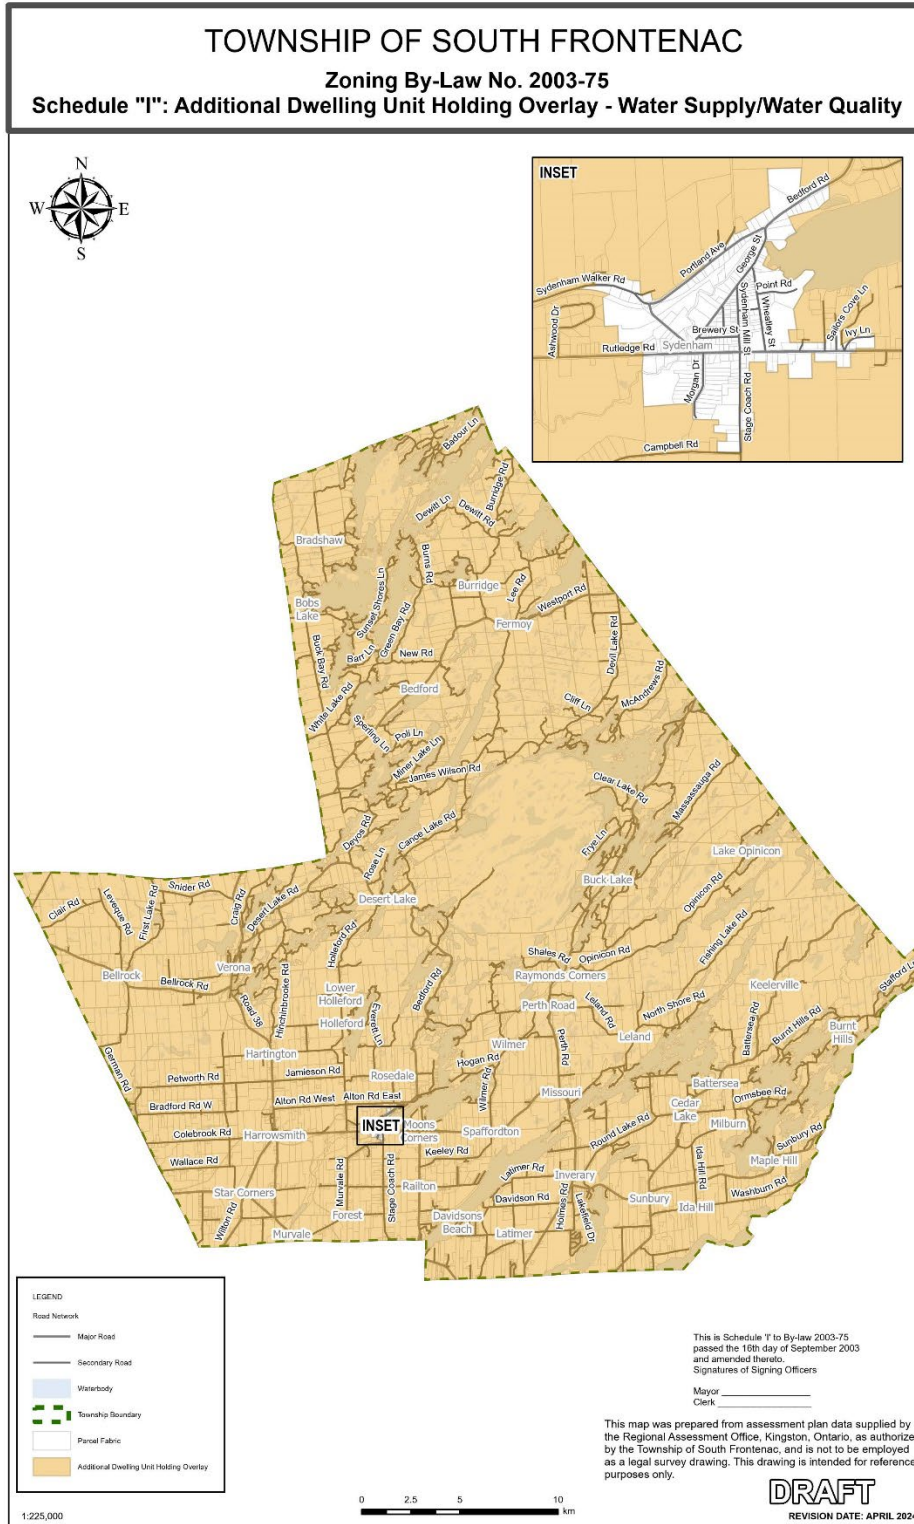 TOWNSHIP OF SOUTH FRONTENAC
Zoning By-Law No. 2003-75
Schedule "I": Additional Dwelling Unit Holding Overlay - Water Supply/Water Quality
N
W
E
S
INSET
Bedford Rd
Portland Ave
George St
Sydenham Walker Rd
Point Rd
Sydenham Mill St
Wheatley St
Sailors Cove Ln
Ashwood Dr
Brewery St
Ivy Ln
Rutledge Rd
Sydenham
Morgan Dr
Stage Coach Rd
Campbell Rd
Badour Ln
Burridge Rd
Dewitt Ln
Dewitt Rd
Bradshaw
Burns Rd
Burridge
Lee Rd
Sunset Shores Ln
Westport Rd
Bobs
Lake
Green Bay Rd
Fermoy
Devil Lake Rd
Buck Bay Rd
Barr Ln
New Rd
Bedford
McAndrews Rd
White Lake Rd
Cliff Ln
Sperling Ln
Poli Ln
Miner Lake Ln
James Wilson Rd
Clear Lake Rd
Massassauga Rd
Deyos Rd
Canoe Lake Rd
Frye Ln
Rose Ln
Lake Opinicon
Buck Lake
Snider Rd
Clair Rd
Leveque Rd
First Lake Rd
Craig Rd
Desert Lake Rd
Desert Lake
Opinicon Rd
Holleford Rd
Fishing Lake Rd
Shales Rd
Opinicon Rd
Verona
Bellrock
Bellrock Rd
Raymonds Corners
Stafford L
Hinchinbrooke Rd
Bedford Rd
Keelerville
Lower
Holleford
Road 38
Everett Ln
Perth Road
Leland Rd
North Shore Rd
Holleford
Battersea Rd
Burnt Hills Rd
Burnt
Hills
Leland
Perth Rd
German Rd
Hartington
Wilmer
Hogan Rd
Jamieson Rd
Rosedale
Petworth Rd
Wilmer Rd
Missouri
Battersea
Ormsbee Rd
Alton Rd West
Alton Rd East
Bradford Rd W
Cedar
Lake
Milburn
INSET
Moons
Corners
Colebrook Rd
Harrowsmith
Spaffordton
Round Lake Rd
Sunbury Rd
Keeley Rd
Wallace Rd
Maple Hill
Latimer Rd
Inverary
Ida Hill Rd
Murvale Rd
Stage Coach Rd
Railton
Star Corners
Davidson Rd
Washburn Rd
Sunbury
Holmes Rd
Lakefield Dr
Ida Hill
Wilton Rd
Forest
Davidsons
Beach
Murvale
Latimer
LEGEND
Road Network
Major Road
Secondary Road
Waterbody
Township Boundary
Parcel Fabric
Additional Dwelling Unit Holding Overlay
1:225,000
0 2.5 5 10
km
This is Schedule 'I' to By-law 2003-75
passed the 16th day of September 2003
and amended thereto.
Signatures of Signing Officers
Mayor
Clerk
This map was prepared from assessment plan data supplied by
the Regional Assessment Office, Kingston, Ontario, as authorize
by the Township of South Frontenac, and is not to be employed
as a legal survey drawing. This drawing is intended for reference
purposes only.
DRAFT
REVISION DATE: APRIL 2024